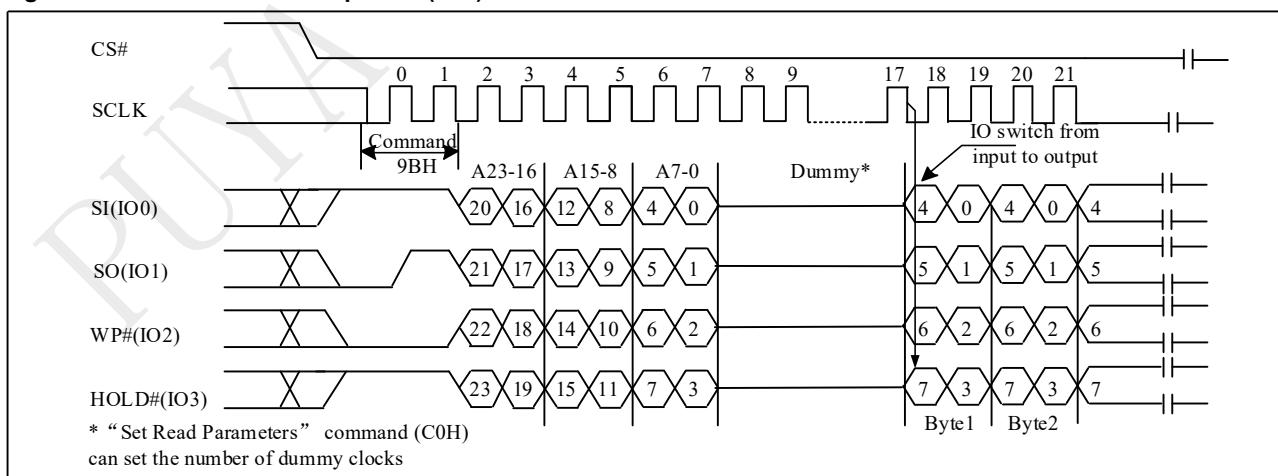 CS#
0 1 2 3 4 5 6 7 8 9 17 18 19 20 21
SCLK
Command
9BH
IO switch from
input to output
A23-16 A15-8 A7-0 Dummy*
SI(IO0) 20 16 12 8 4 0 4 0 4 0 4
SO(IO1) 21 17 13 9 5 1 5 1 5 1 5
WP#(IO2) 22 18 14 10 6 2 6 2 6 2 6
HOLD#(IO3) 23 19 15 11 7 3 7 3 7 3 7
Byte1 Byte2
* “Set Read Parameters” command (C0H)
can set the number of dummy clocks
PUYA